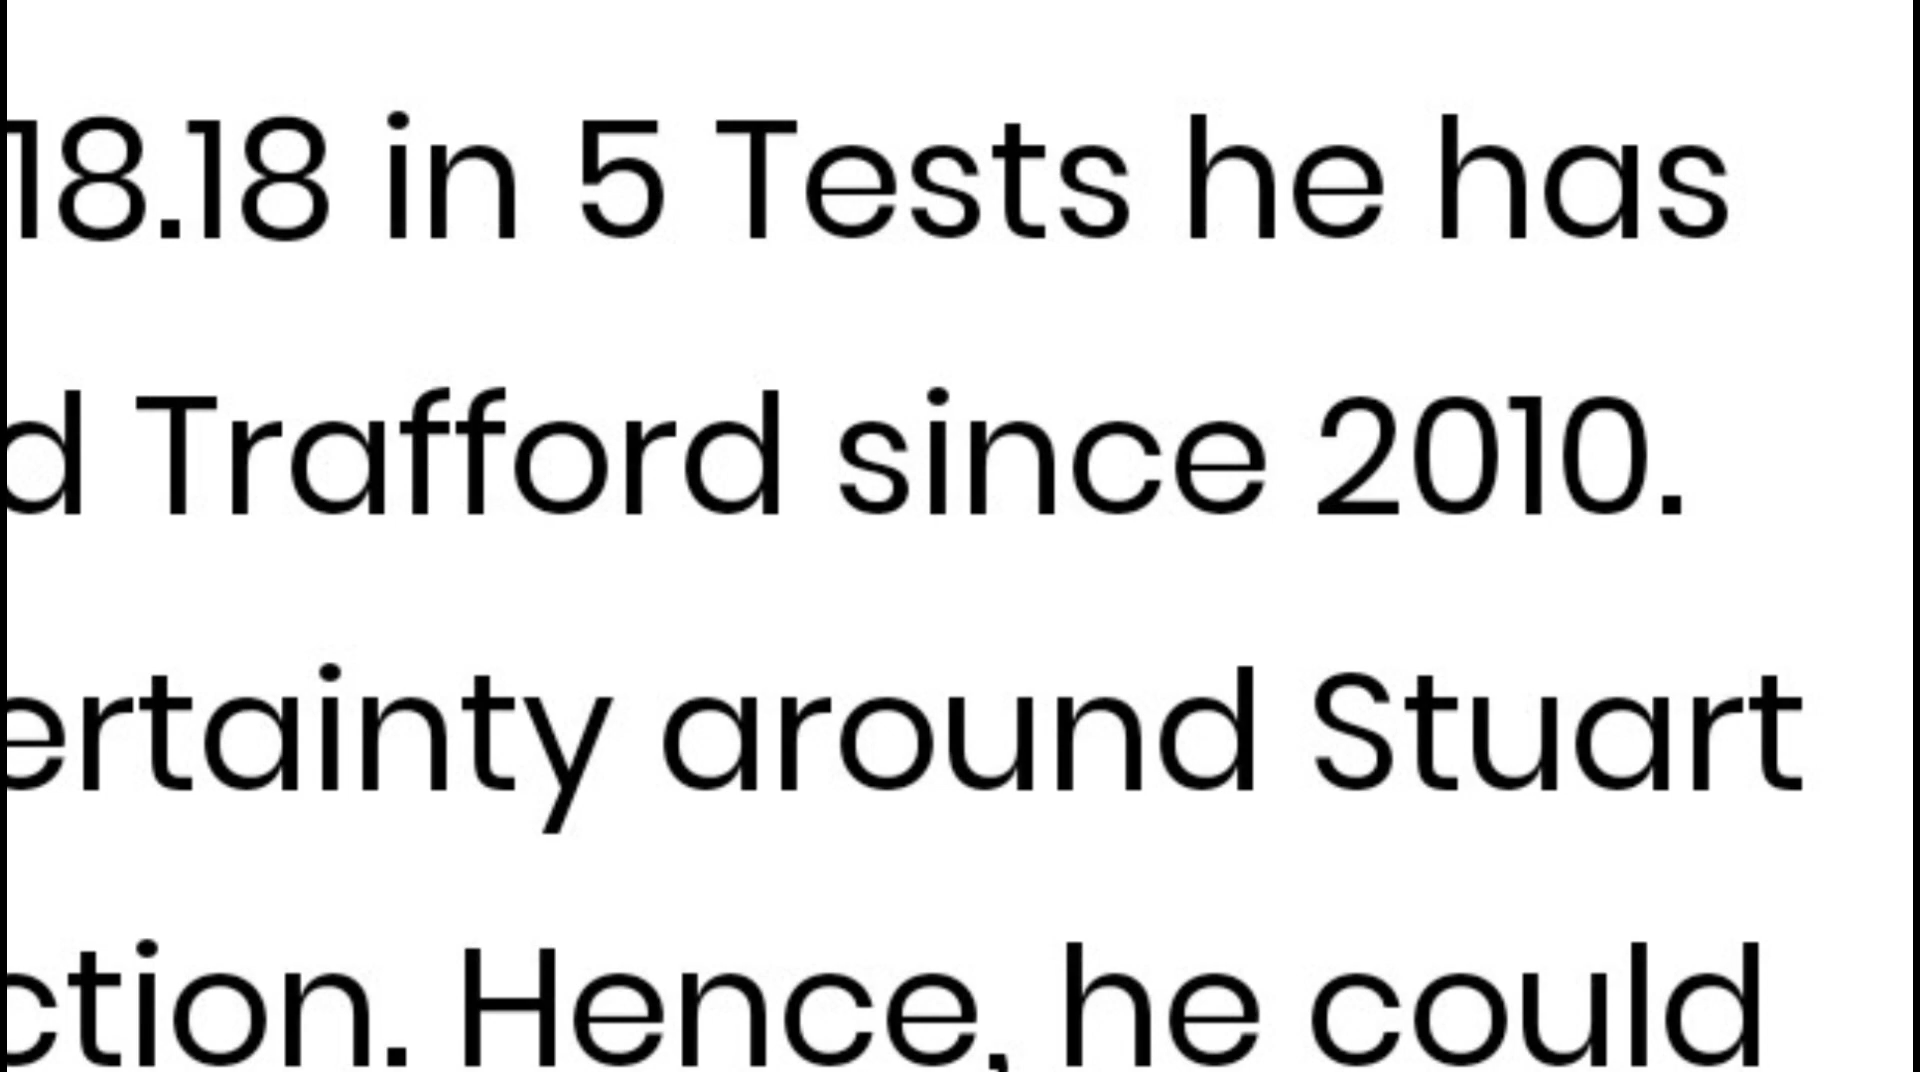 18.18 in 5 Tests he has
d Trafford since 2010.
ertainty around Stuart
ction. Hence, he could